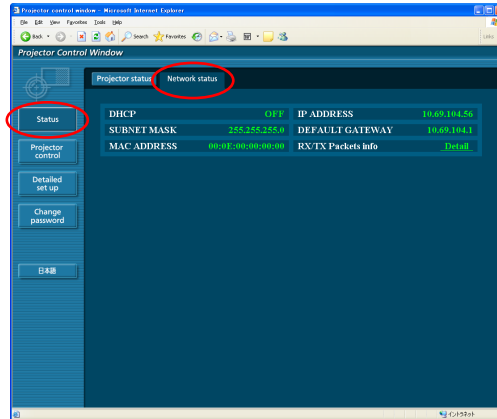 Projector control window - Microsoft Internet Explorer
File Edit View Favorites Tools Help
Back Search Favorites Links
Projector Control Window
Projector status Network status
Status
DHCP OFF IP ADDRESS 10.69.104.56
SUBNET MASK 255.255.255.0 DEFAULT GATEWAY 10.69.104.1
MAC ADDRESS 00:0E:00:00:00:00 RX/TX Packets info Detail
Projector
control
Detailed
set up
Change
password
日本語
イントラネット